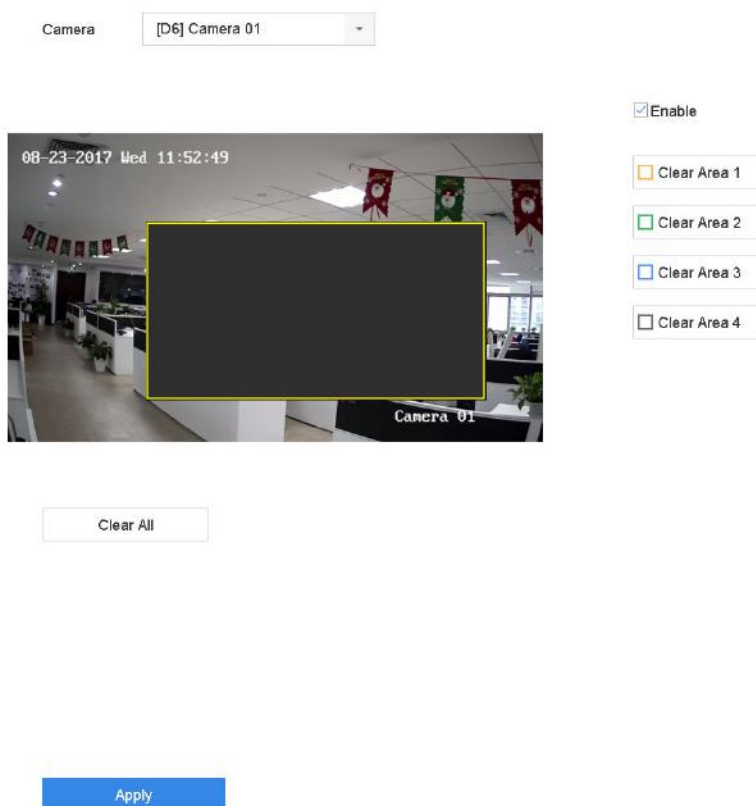 Camera
[D6] Camera 01
Enable
08-23-2017 Wed 11:52:49
Clear Area 1
Clear Area 2
Clear Area 3
Clear Area 4
Camera 01
Clear All
Apply